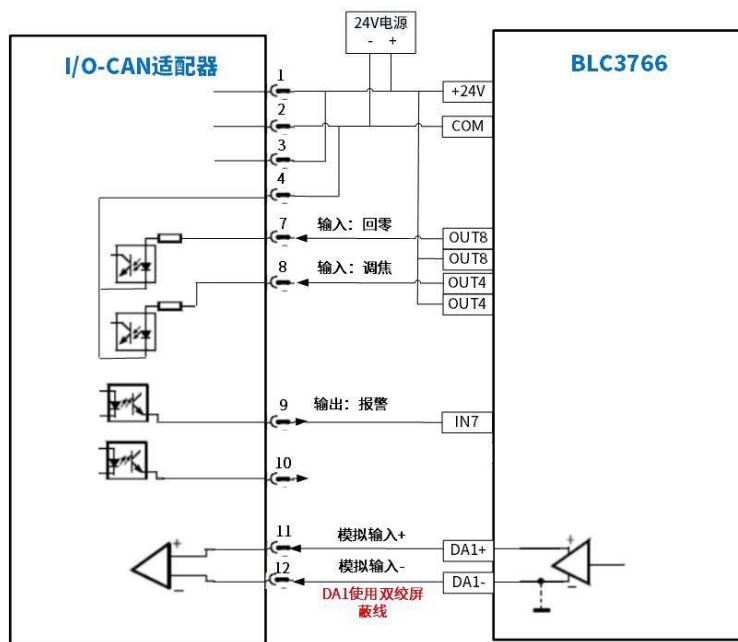 24V电源
- +
I/O-CAN适配器
BLC3766
1
+24V
2
COM
3
4
7
输入：回零
OUT8
OUT8
8
输入：调焦
OUT4
OUT4
9
输出：报警
IN7
10
11
模拟输入+
DA1+
+
+
12
模拟输入-
DA1-
−
−
DA1使用双绞屏
蔽线